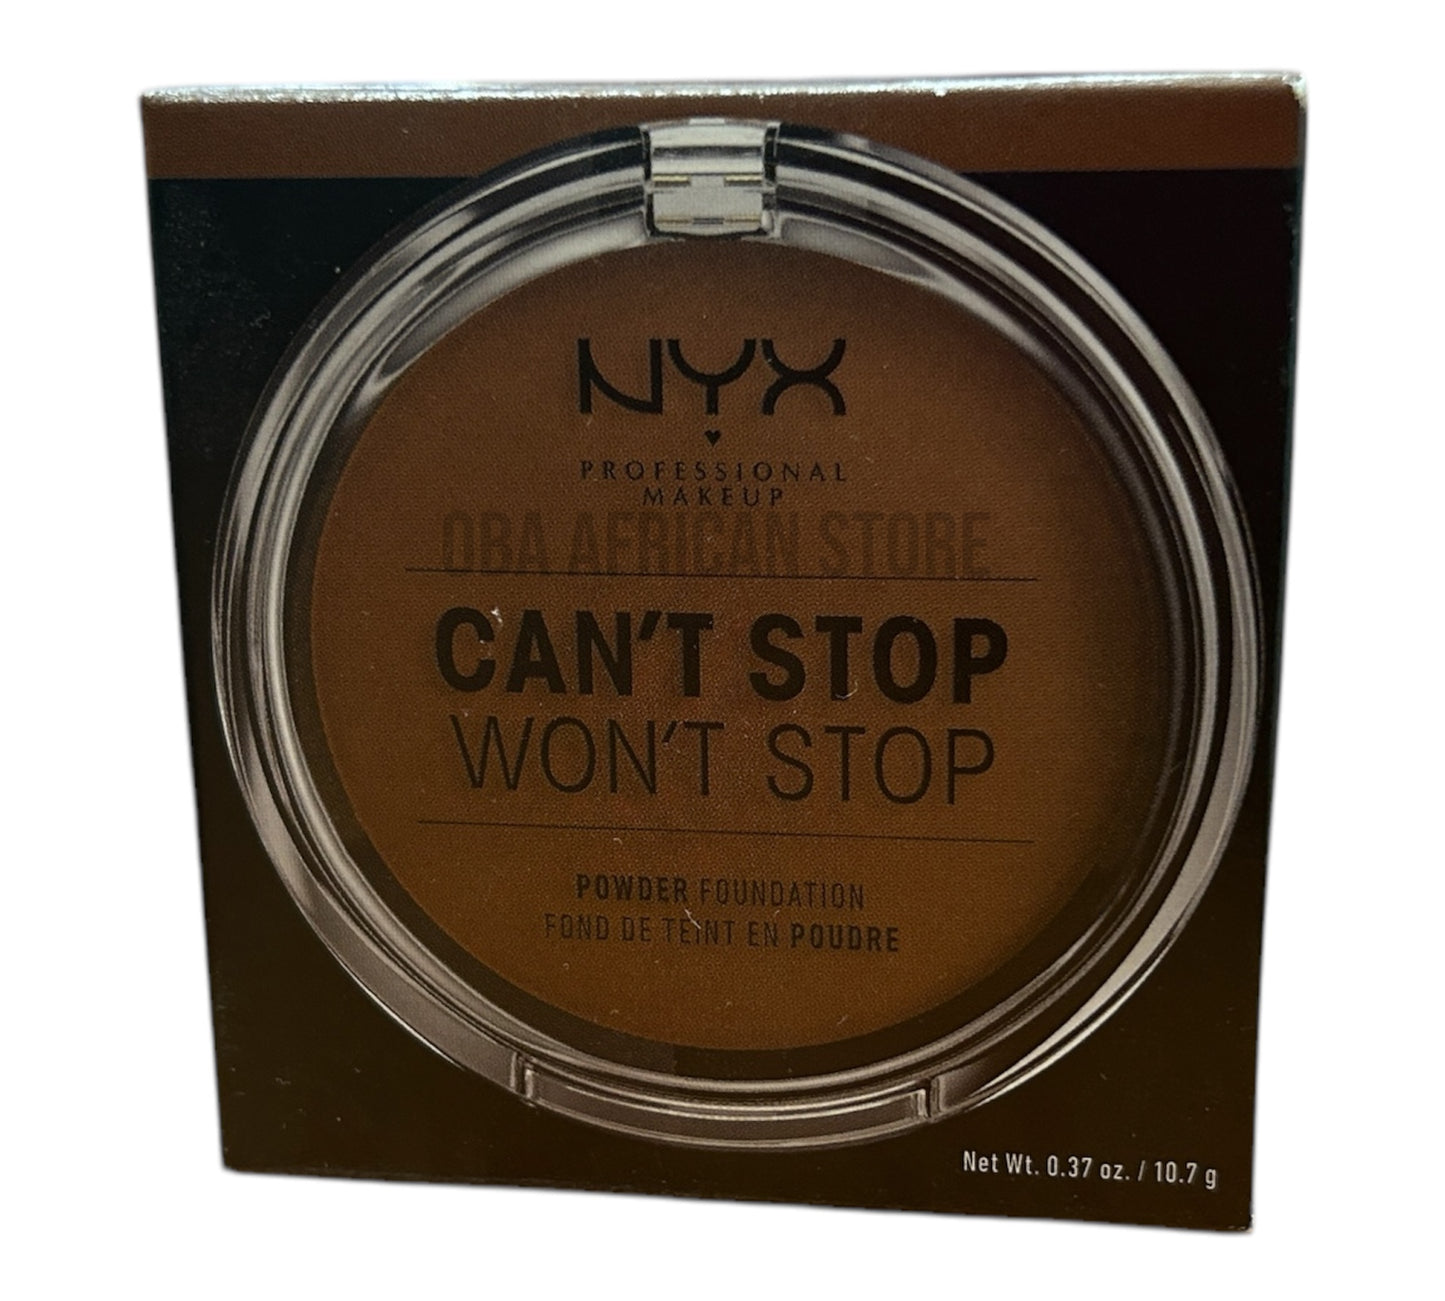 NYX
PROFESSIONAL
MAKEUP
OBA AFRICAN STORE
CAN'T STOP
WON'T STOP
POWDER FOUNDATION
FOND DE TEINT EN POUDRE
Net Wt. 0.37 oz. / 10.7 g